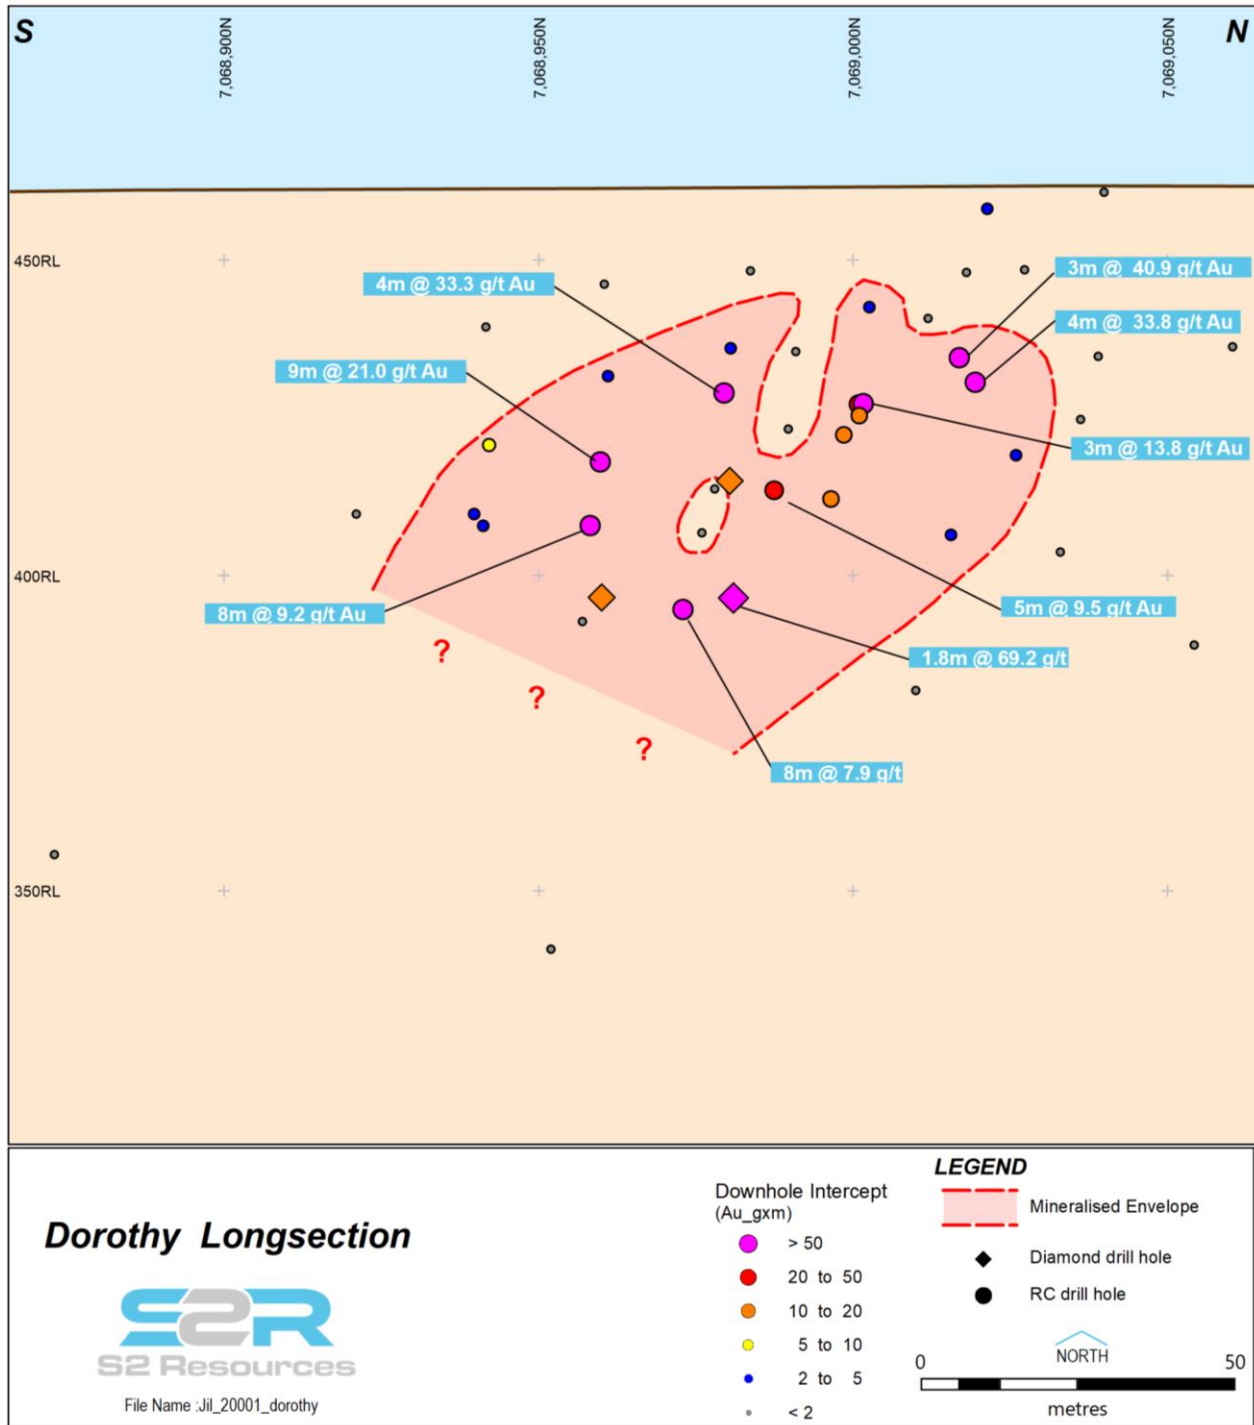 S
N
7,068,900N
7,068,950N
7,069,000N
7,069,050N
450RL
3m @ 40.9 g/t Au
4m @ 33.3 g/t Au
4m @ 33.8 g/t Au
9m @ 21.0 g/t Au
3m @ 13.8 g/t Au
400RL
5m @ 9.5 g/t Au
8m @ 9.2 g/t Au
?
1.8m @ 69.2 g/t
?
?
8m @ 7.9 g/t
350RL
Dorothy Longsection
S2R
S2 Resources
File Name :Jil_20001_dorothy
Downhole Intercept
(Au_gxm)
> 50
20 to 50
10 to 20
5 to 10
2 to 5
< 2
LEGEND
Mineralised Envelope
Diamond drill hole
RC drill hole
NORTH
0 50
metres